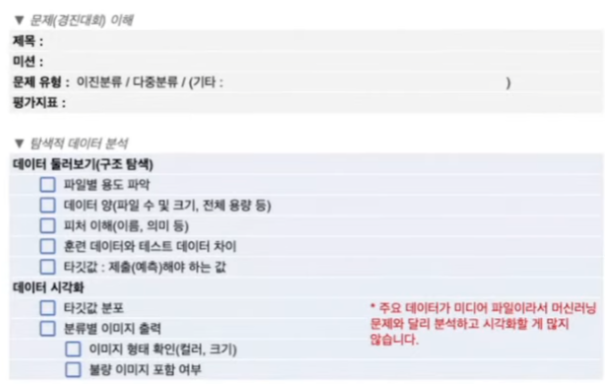 ▼ 문제(경진대회) 이해
제목 :
미션 :
문제 유형 : 이진분류 / 다중분류 / (기타 : )
평가지표 :
▼ 탐색적 데이터 분석
데이터 둘러보기(구조 탐색)
파일별 용도 파악
데이터 양(파일 수 및 크기, 전체 용량 등)
피처 이해(이름, 의미 등)
훈련 데이터와 테스트 데이터 차이
타깃값 : 제출(예측)해야 하는 값
데이터 시각화
타깃값 분포
분류별 이미지 출력
이미지 형태 확인(컬러, 크기)
불량 이미지 포함 여부
* 주요 데이터가 미디어 파일이라서 머신러닝
문제와 달리 분석하고 시각화할 게 많지
않습니다.